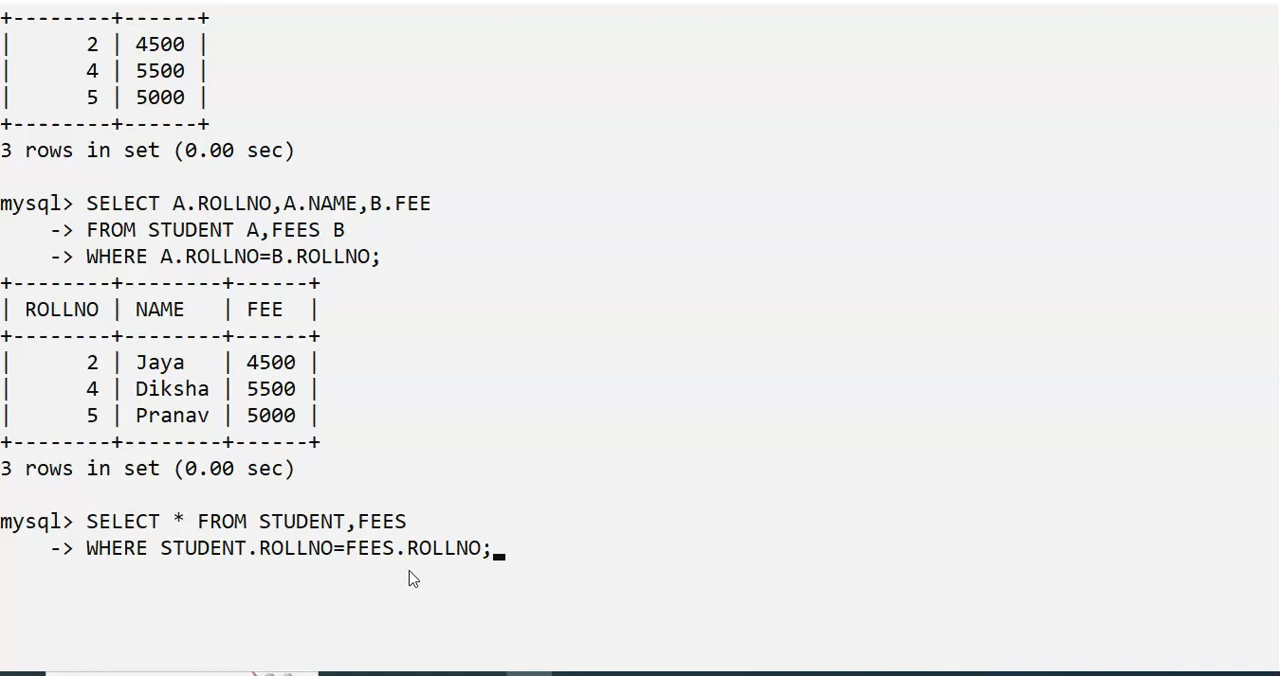 +--------+------+
|      2 | 4500 |
|      4 | 5500 |
|      5 | 5000 |
+--------+------+
3 rows in set (0.00 sec)
mysql> SELECT A.ROLLNO,A.NAME,B.FEE
    -> FROM STUDENT A,FEES B
    -> WHERE A.ROLLNO=B.ROLLNO;
+--------+--------+------+
| ROLLNO | NAME   | FEE  |
+--------+--------+------+
|      2 | Jaya   | 4500 |
|      4 | Diksha | 5500 |
|      5 | Pranav | 5000 |
+--------+--------+------+
3 rows in set (0.00 sec)
mysql> SELECT * FROM STUDENT,FEES
    -> WHERE STUDENT.ROLLNO=FEES.ROLLNO;